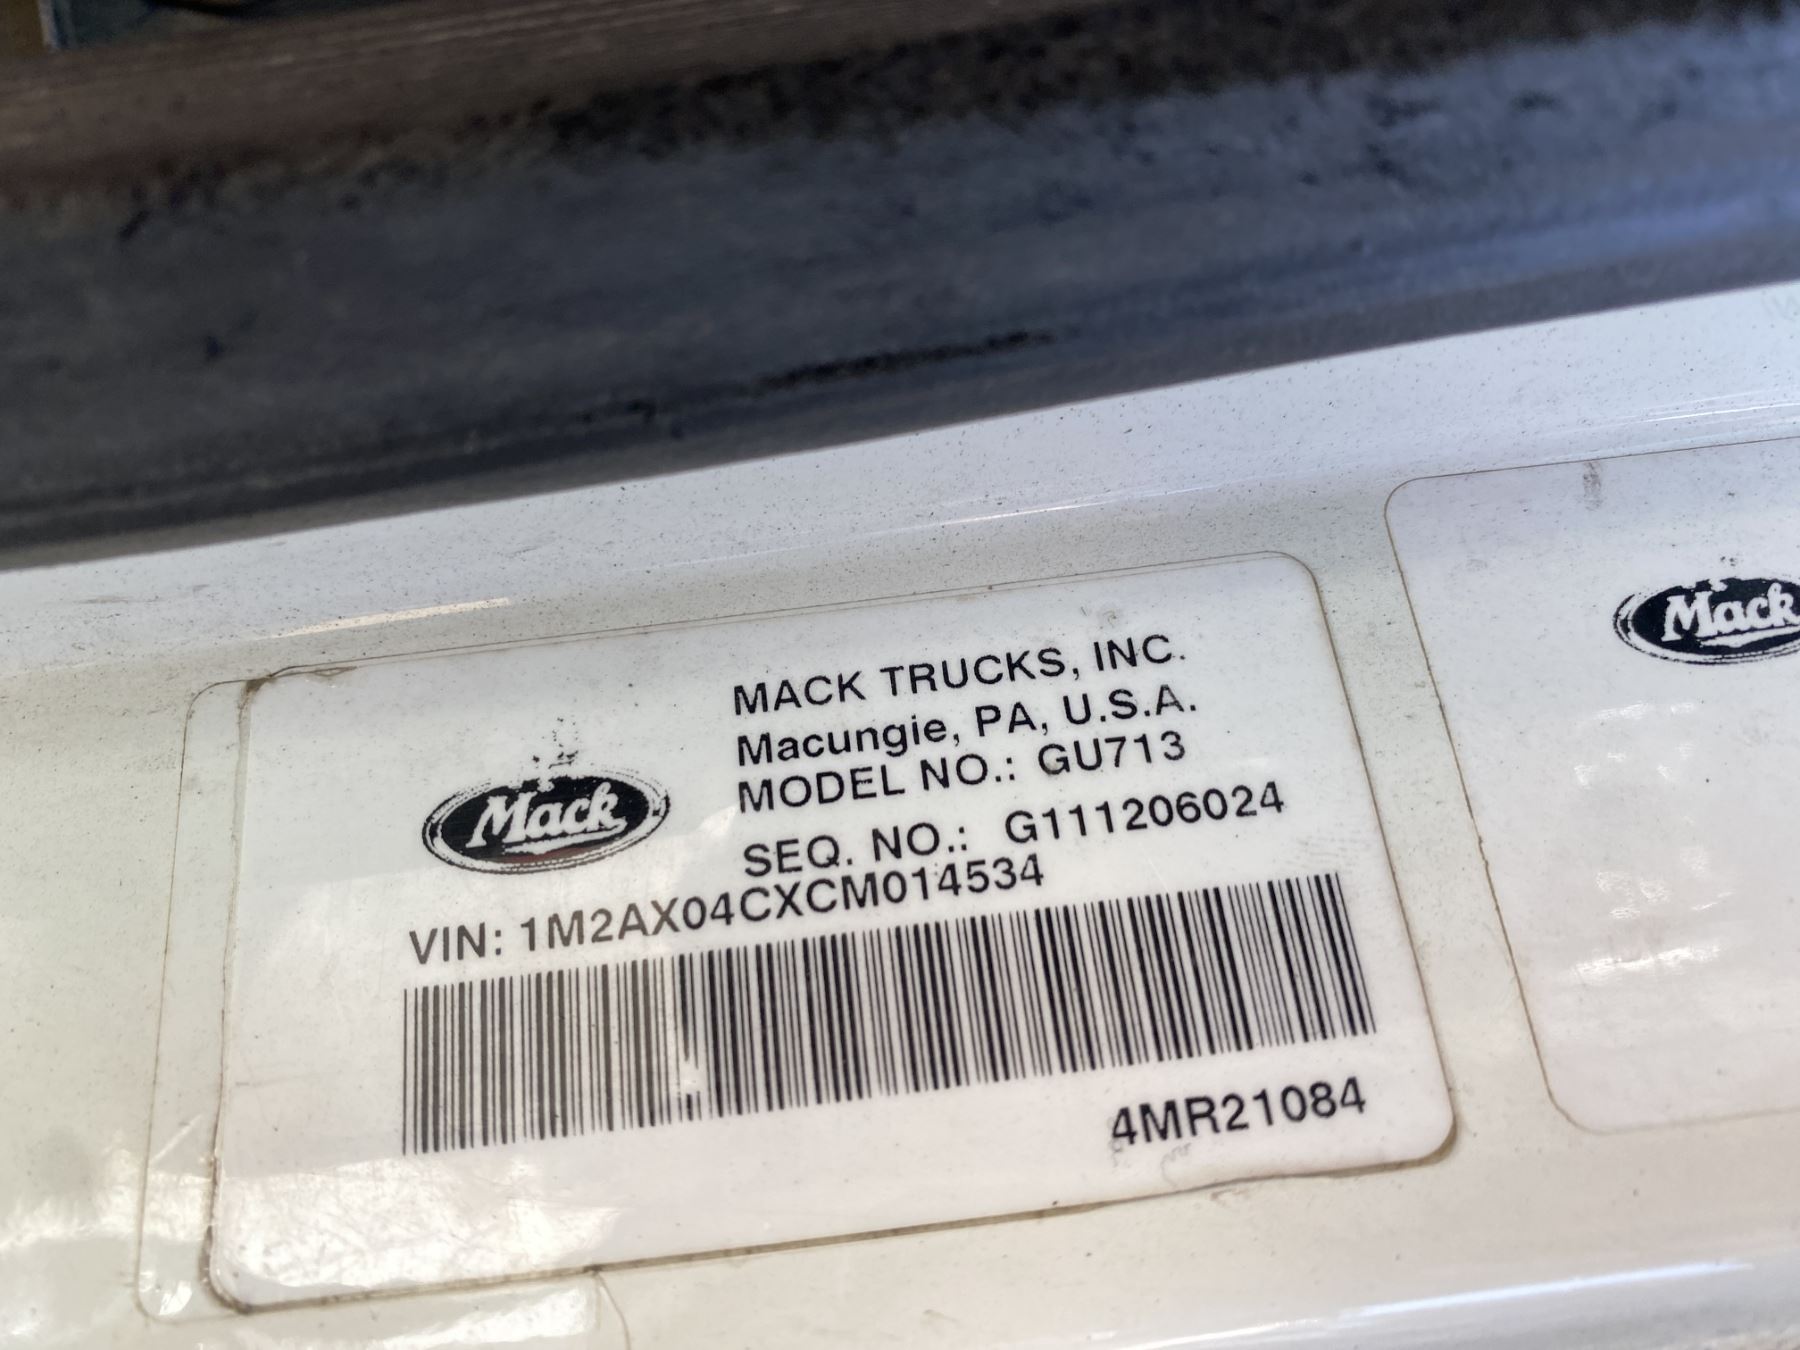 MACK TRUCKS, INC.
Macungie, PA, U.S.A.
MODEL NO.: GU713
SEQ. NO.: G111206024
Mack
VIN: 1M2AX04CXCM014534
4MR21084
Mack